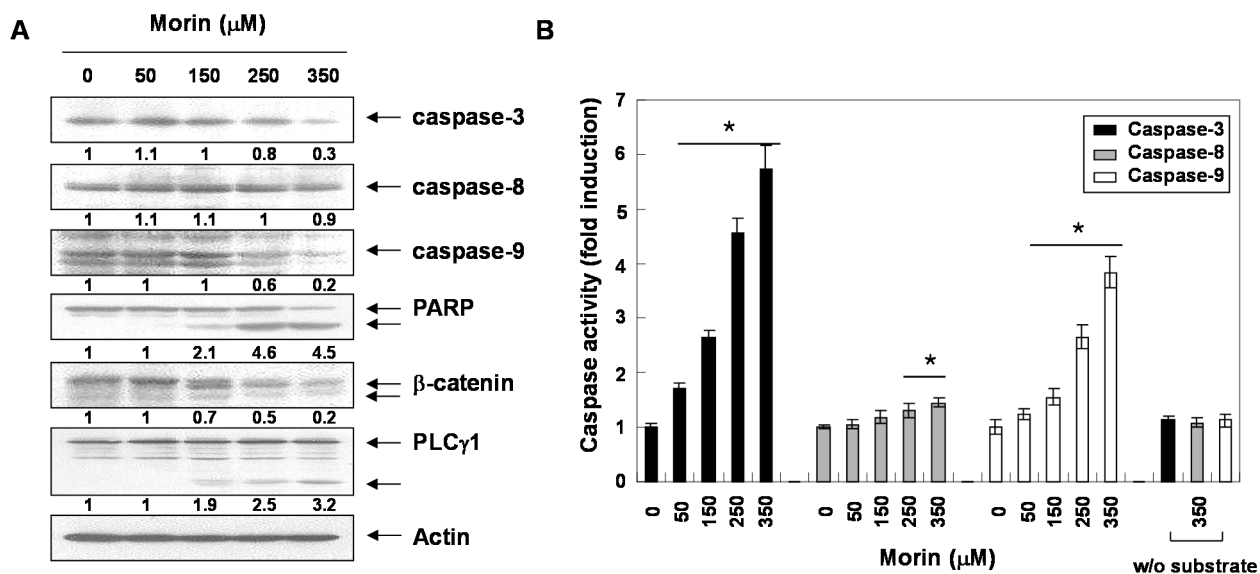 A
Morin (μM)
0 50 150 250 350
caspase-3
1 1.1 1 0.8 0.3
caspase-8
1 1.1 1.1 1 0.9
caspase-9
1 1 1 0.6 0.2
PARP
1 1 2.1 4.6 4.5
β-catenin
1 1 0.7 0.5 0.2
PLCγ1
1 1 1.9 2.5 3.2
Actin
B
Caspase activity (fold induction)
7
6
5
4
3
2
1
0
*
*
*
Caspase-3
Caspase-8
Caspase-9
0 50 150 250 350 0 50 150 250 350 0 50 150 250 350 350
Morin (μM)
w/o substrate